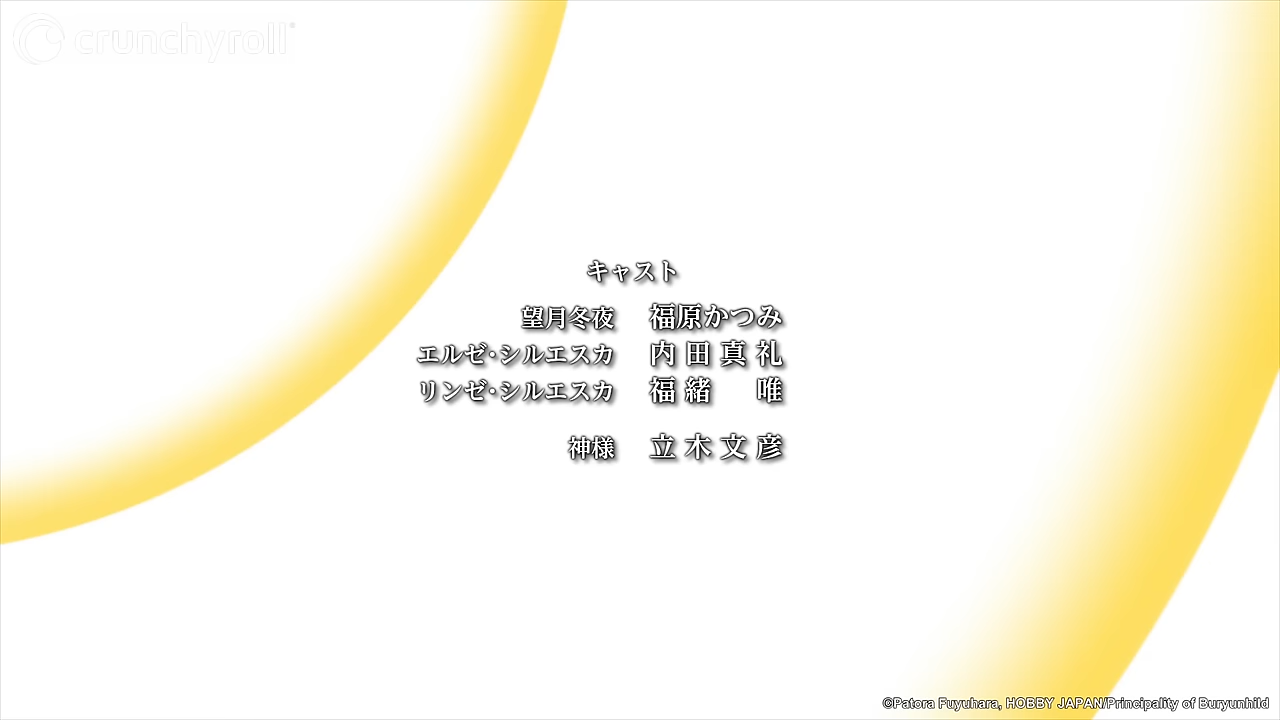 crunchyroll
キャスト
望月冬夜 福原かつみ
エルゼ・シルエスカ 内田真礼
リンゼ・シルエスカ 福緒 唯
神様 立木文彦
©Patora Fuyuhara, HOBBY JAPAN/Principality of Buryunhild